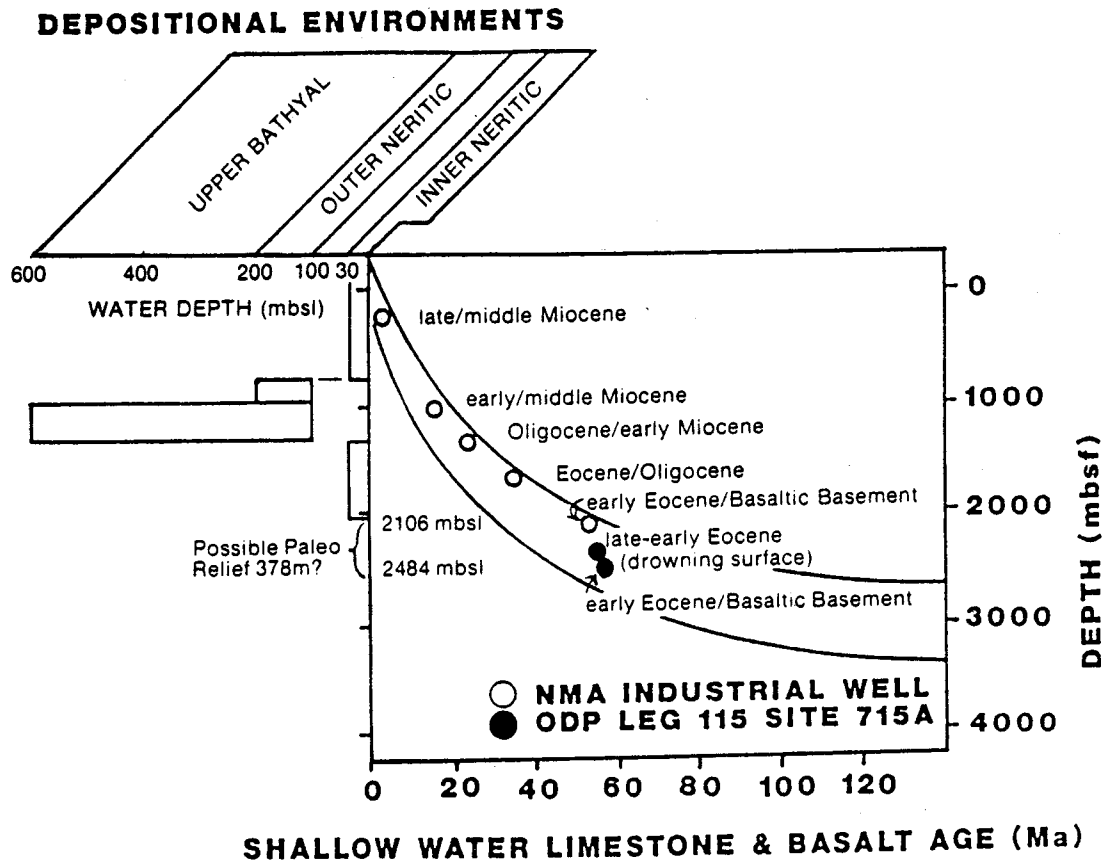 DEPOSITIONAL ENVIRONMENTS
UPPER BATHYAL
OUTER NERITIC
INNER NERITIC
600 400 200 100 30
WATER DEPTH (mbsl)
0
late/middle Miocene
early/middle Miocene
1000
Oligocene/early Miocene
Eocene/Oligocene
early Eocene/Basaltic Basement
2000
2106 mbsl
late-early Eocene
(drowning surface)
Possible Paleo
Relief 378m?
2484 mbsl
early Eocene/Basaltic Basement
3000
DEPTH (mbsf)
NMA INDUSTRIAL WELL
ODP LEG 115 SITE 715A
4000
0 20 40 60 80 100 120
SHALLOW WATER LIMESTONE & BASALT AGE (Ma)